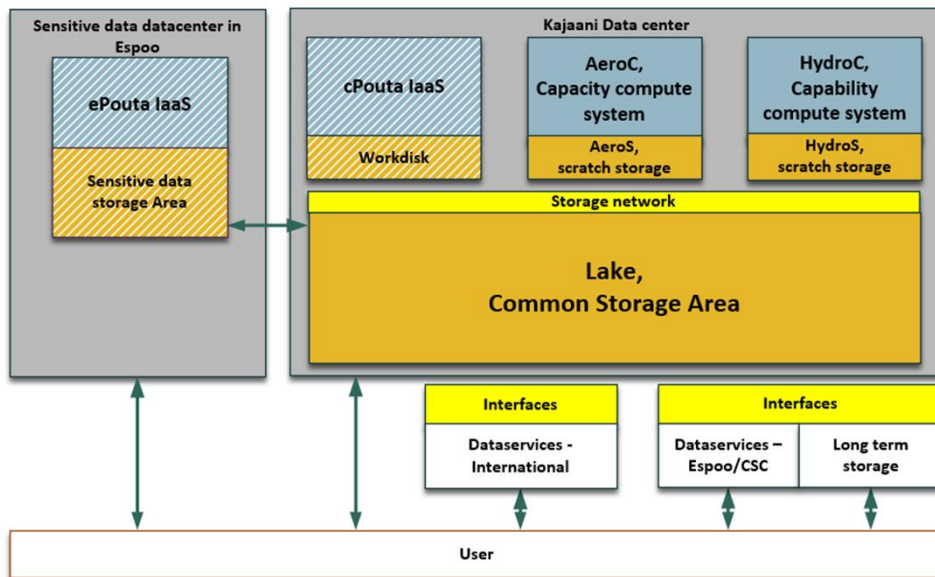 Sensitive data datacenter in
Espoo
ePouta IaaS
Sensitive data
storage Area
Kajaani Data center
cPouta IaaS
Workdisk
AeroC,
Capacity compute
system
AeroS,
scratch storage
HydroC,
Capability
compute system
HydroS,
scratch storage
Storage network
Lake,
Common Storage Area
Interfaces
Dataservices -
International
Interfaces
Dataservices –
Espoo/CSC
Long term
storage
User